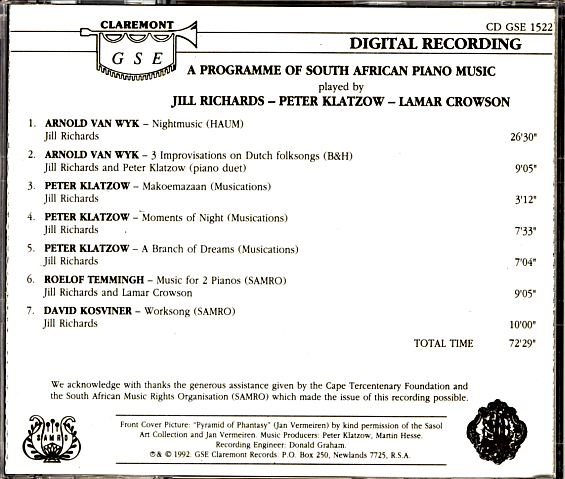 CLAREMONT
GSE
CD GSE 1522
DIGITAL RECORDING
A PROGRAMME OF SOUTH AFRICAN PIANO MUSIC
played by
JILL RICHARDS – PETER KLATZOW – LAMAR CROWSON
1. ARNOLD VAN WYK – Nightmusic (HAUM)
Jill Richards 26'30"
2. ARNOLD VAN WYK – 3 Improvisations on Dutch folksongs (B&H)
Jill Richards and Peter Klatzow (piano duet) 9'05"
3. PETER KLATZOW – Makoemazaan (Musications)
Jill Richards 3'12"
4. PETER KLATZOW – Moments of Night (Musications)
Jill Richards 7'33"
5. PETER KLATZOW – A Branch of Dreams (Musications)
Jill Richards 7'04"
6. ROELOF TEMMINGH – Music for 2 Pianos (SAMRO)
Jill Richards and Lamar Crowson 9'05"
7. DAVID KOSVINER – Worksong (SAMRO)
Jill Richards 10'00"
TOTAL TIME 72'29"
We acknowledge with thanks the generous assistance given by the Cape Tercentenary Foundation and
the South African Music Rights Organisation (SAMRO) which made the issue of this recording possible.
SAMRO
Front Cover Picture: "Pyramid of Phantasy" (Jan Vermeiren) by kind permission of the Sasol
Art Collection and Jan Vermeiren. Music Producers: Peter Klatzow, Martin Hesse.
Recording Engineer: Donald Graham.
℗& © 1992. GSE Claremont Records. P.O. Box 250, Newlands 7725, R.S.A.